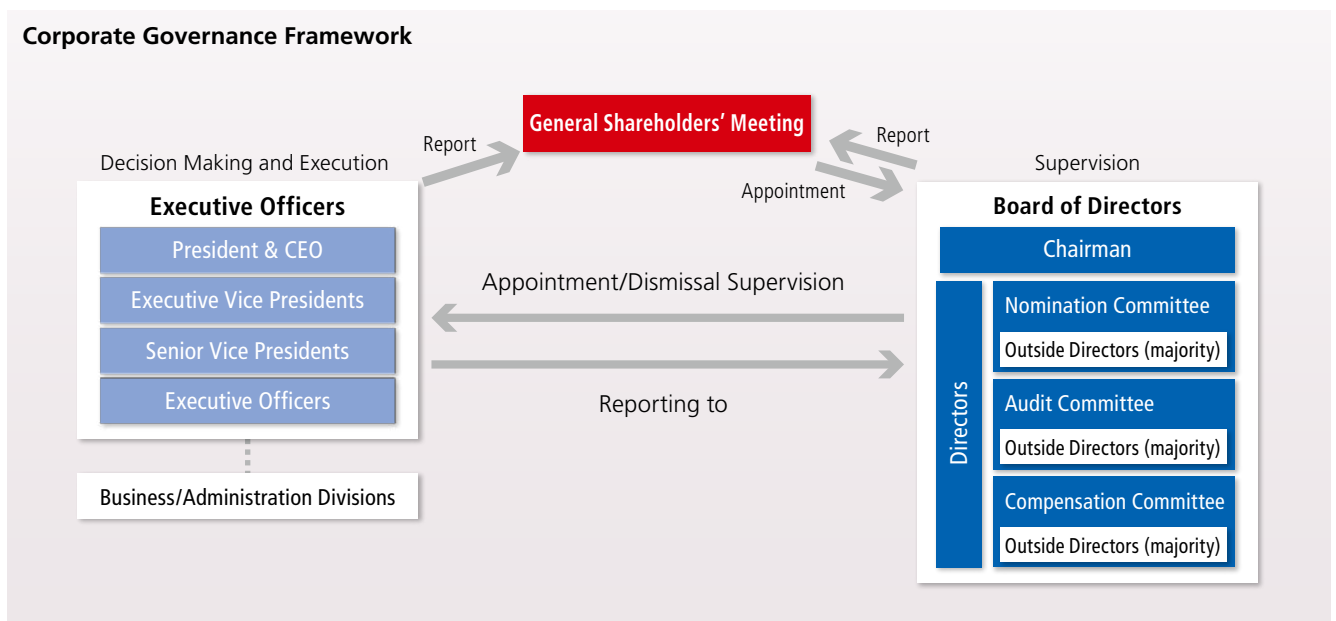 Corporate Governance Framework
General Shareholders’ Meeting
Report
Report
Appointment
Decision Making and Execution
Executive Officers
President & CEO
Executive Vice Presidents
Senior Vice Presidents
Executive Officers
Business/Administration Divisions
Appointment/Dismissal Supervision
Reporting to
Supervision
Board of Directors
Chairman
Directors
Nomination Committee
Outside Directors (majority)
Audit Committee
Outside Directors (majority)
Compensation Committee
Outside Directors (majority)